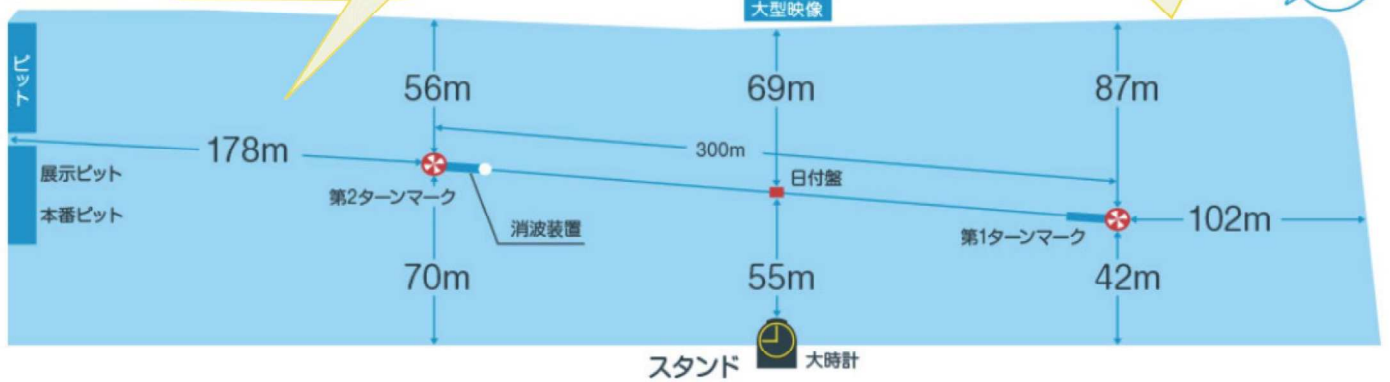 大型映像
ピット
56m
69m
87m
178m
300m
展示ピット
日付盤
第2ターンマーク
本番ピット
消波装置
第1ターンマーク
102m
70m
55m
42m
スタンド
大時計